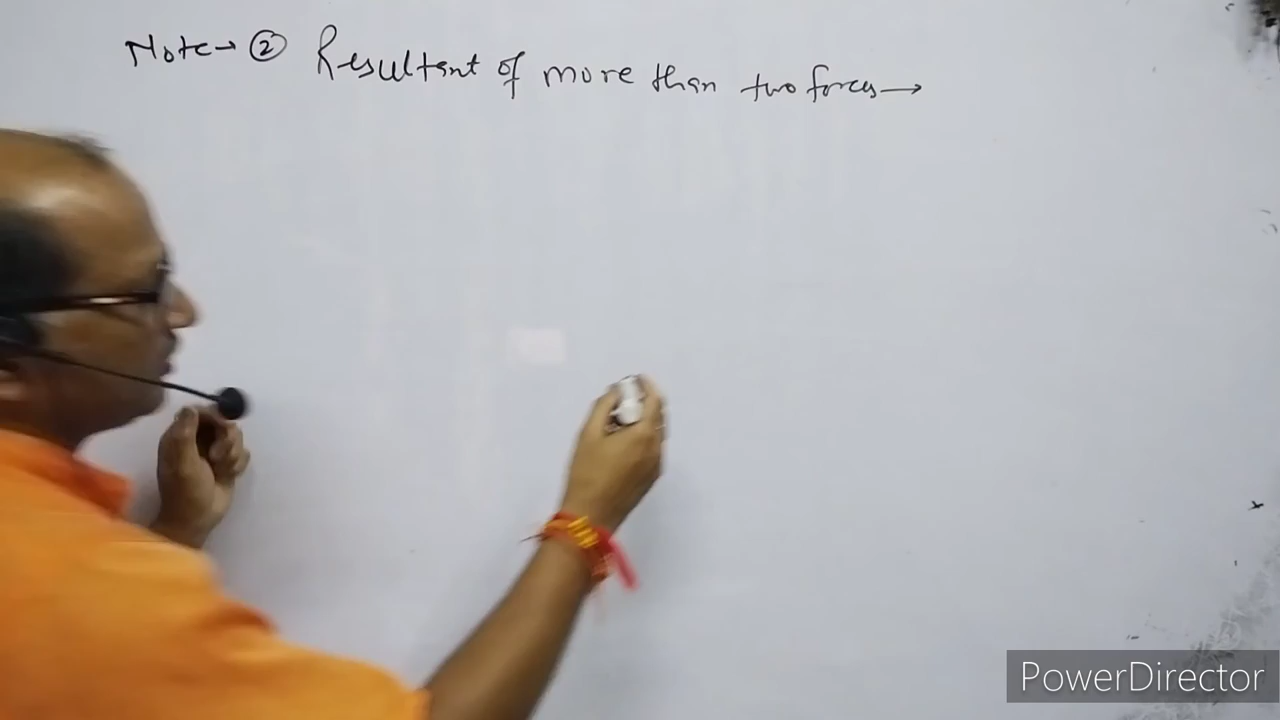 Note→ ② Resultant of more than two forces→
PowerDirector